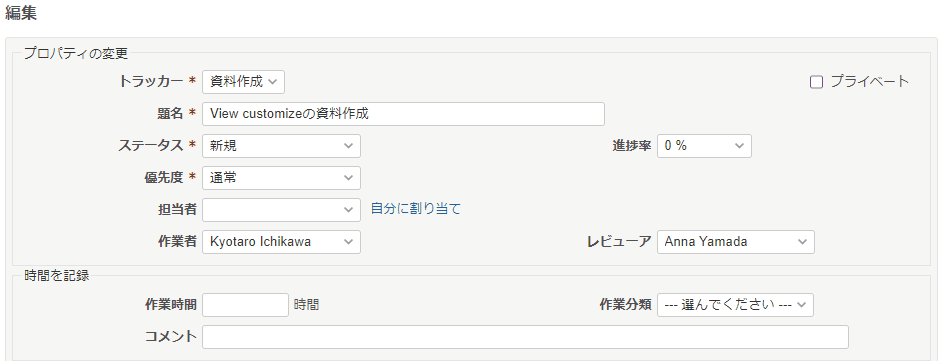 編集
プロパティの変更
トラッカー * 資料作成 プライベート
題名 * View customizeの資料作成
ステータス * 新規 進捗率 0 %
優先度 * 通常
担当者 自分に割り当て
作業者 Kyotaro Ichikawa レビューア Anna Yamada
時間を記録
作業時間 時間 作業分類 --- 選んでください ---
コメント